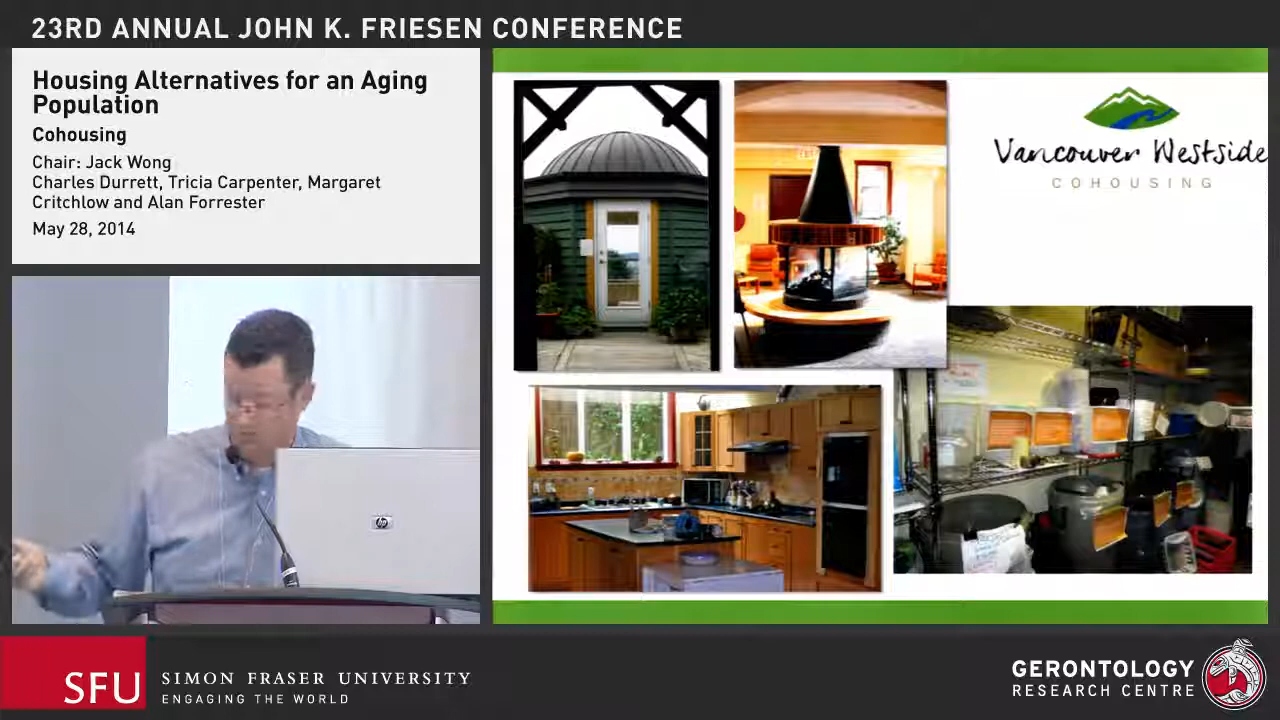 23RD ANNUAL JOHN K. FRIESEN CONFERENCE
Housing Alternatives for an Aging
Population
Cohousing
Chair: Jack Wong
Charles Durrett, Tricia Carpenter, Margaret
Critchlow and Alan Forrester
May 28, 2014
Vancouver Westside
COHOUSING
hp
SFU
SIMON FRASER UNIVERSITY
ENGAGING THE WORLD
GERONTOLOGY
RESEARCH CENTRE